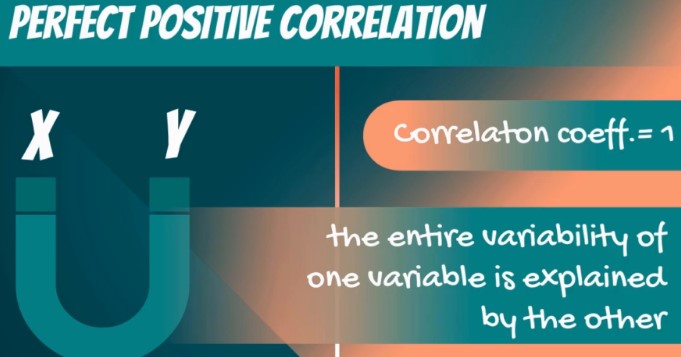 PERFECT POSITIVE CORRELATION
X Y
Correlaton coeff.= 1
the entire variability of
one variable is explained
by the other